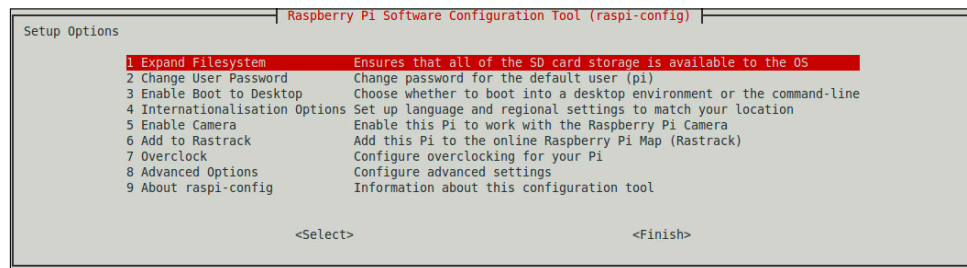 Raspberry Pi Software Configuration Tool (raspi-config)
Setup Options
1 Expand Filesystem Ensures that all of the SD card storage is available to the OS
2 Change User Password Change password for the default user (pi)
3 Enable Boot to Desktop Choose whether to boot into a desktop environment or the command-line
4 Internationalisation Options Set up language and regional settings to match your location
5 Enable Camera Enable this Pi to work with the Raspberry Pi Camera
6 Add to Rastrack Add this Pi to the online Raspberry Pi Map (Rastrack)
7 Overclock Configure overclocking for your Pi
8 Advanced Options Configure advanced settings
9 About raspi-config Information about this configuration tool
<Select> <Finish>